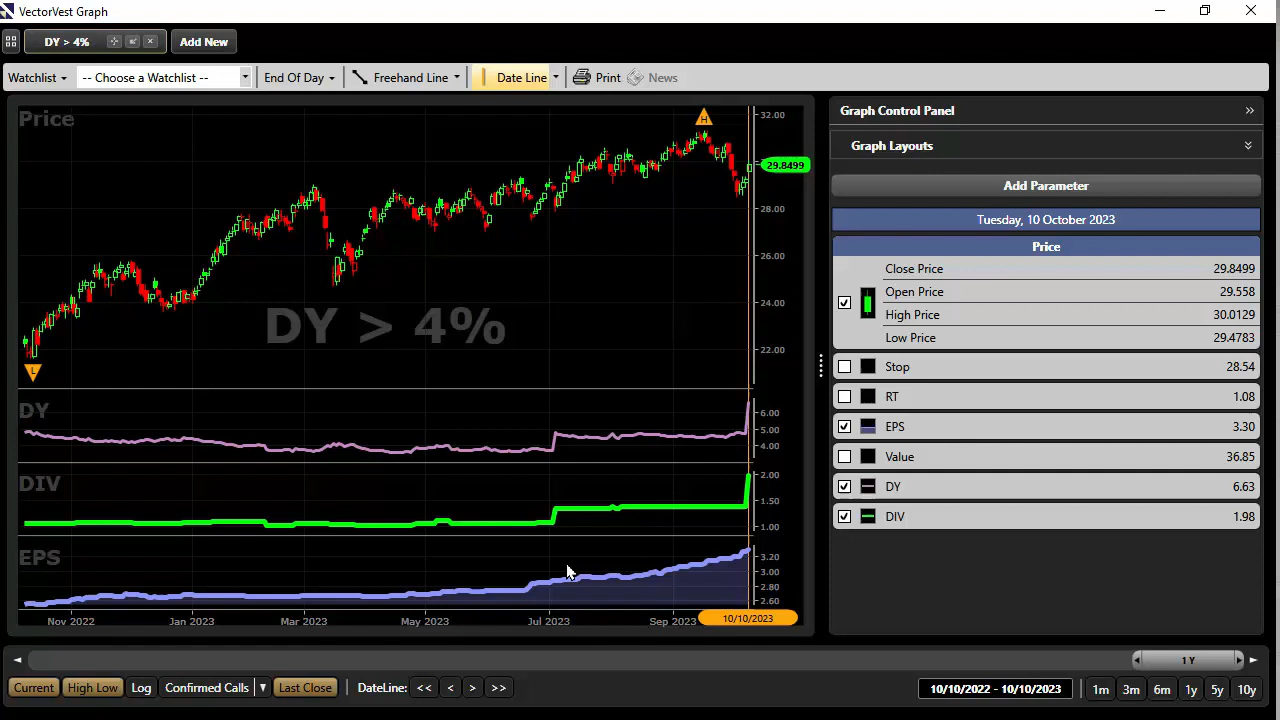 VectorVest Graph
DY > 4%
Add New
Watchlist
-- Choose a Watchlist --
End Of Day
Freehand Line
Date Line
Print
News
Price
H
32.00
29.8499
28.00
26.00
24.00
22.00
L
DY > 4%
DY
6.00
5.00
4.00
DIV
2.00
1.50
1.00
EPS
3.20
3.00
2.80
2.60
Nov 2022
Jan 2023
Mar 2023
May 2023
Jul 2023
Sep 2023
10/10/2023
Graph Control Panel
Graph Layouts
Add Parameter
Tuesday, 10 October 2023
Price
Close Price 29.8499
Open Price 29.558
High Price 30.0129
Low Price 29.4783
Stop 28.54
RT 1.08
EPS 3.30
Value 36.85
DY 6.63
DIV 1.98
1 Y
Current
High Low
Log
Confirmed Calls
Last Close
DateLine:
<<
<
>
>>
10/10/2022 - 10/10/2023
1m
3m
6m
1y
5y
10y